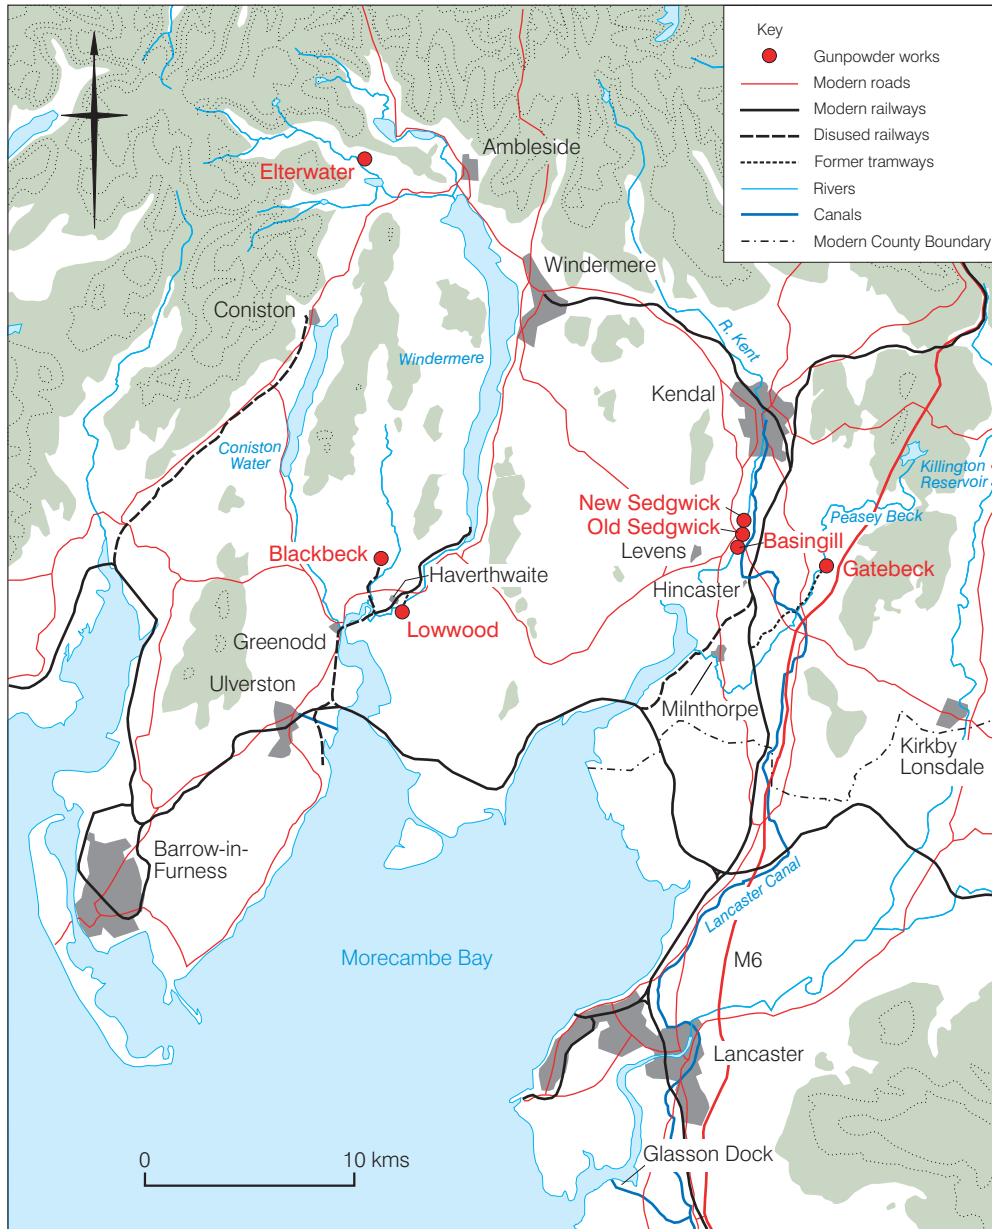 Key
Gunpowder works
Modern roads
Modern railways
Disused railways
Former tramways
Rivers
Canals
Modern County Boundary
Ambleside
Elterwater
Windermere
Coniston
R. Kent
Windermere
Kendal
Coniston
Water
Killington
Reservoir
New Sedgwick
Peasey Beck
Old Sedgwick
Basingill
Levens
Blackbeck
Gatebeck
Haverthwaite
Hincaster
Lowwood
Greenodd
Ulverston
Milnthorpe
Kirkby
Lonsdale
Barrow-in-
Furness
Lancaster Canal
Morecambe Bay
M6
Lancaster
Glasson Dock
0
10 kms